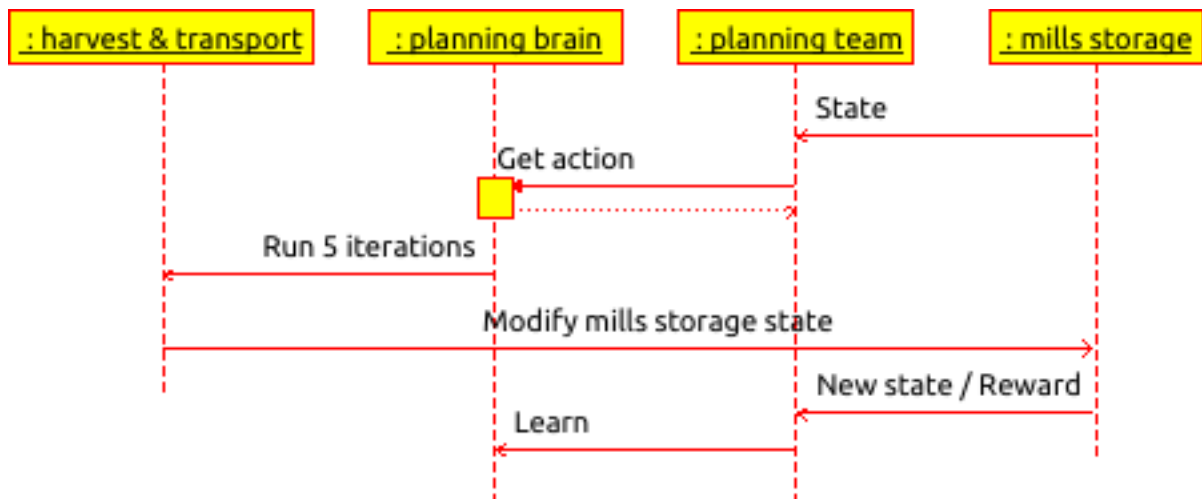 : harvest & transport
: planning brain
: planning team
: mills storage
State
Get action
Run 5 iterations
Modify mills storage state
New state / Reward
Learn